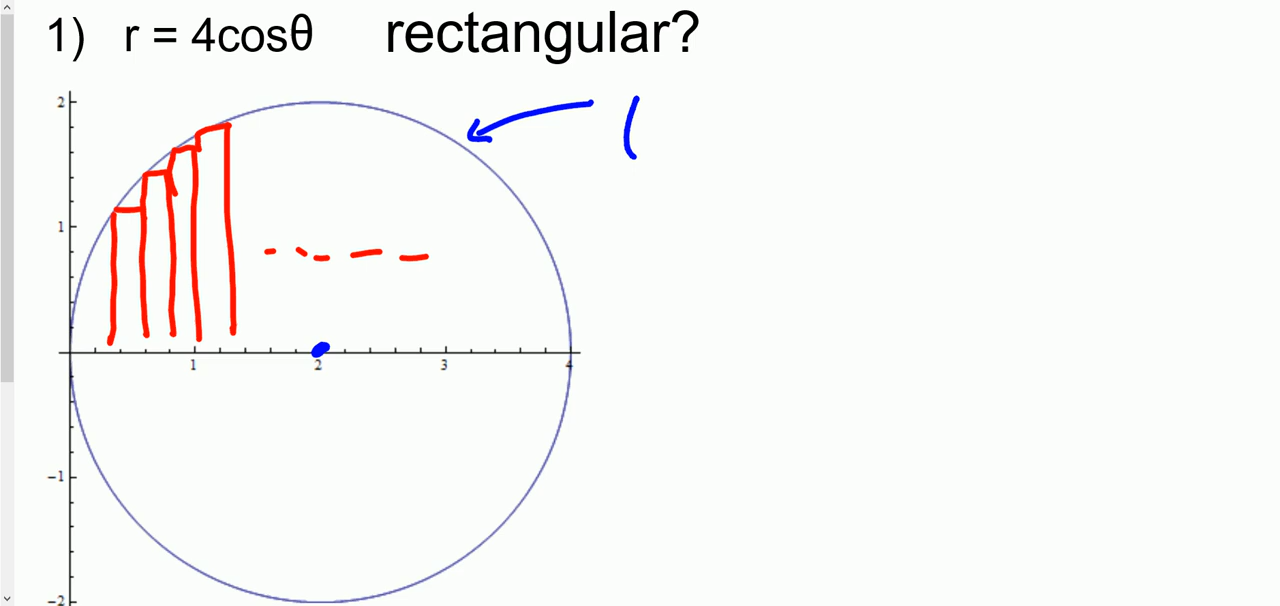 1) r = 4cosθ rectangular?
2
(
1
1 2 3 4
−1
−2